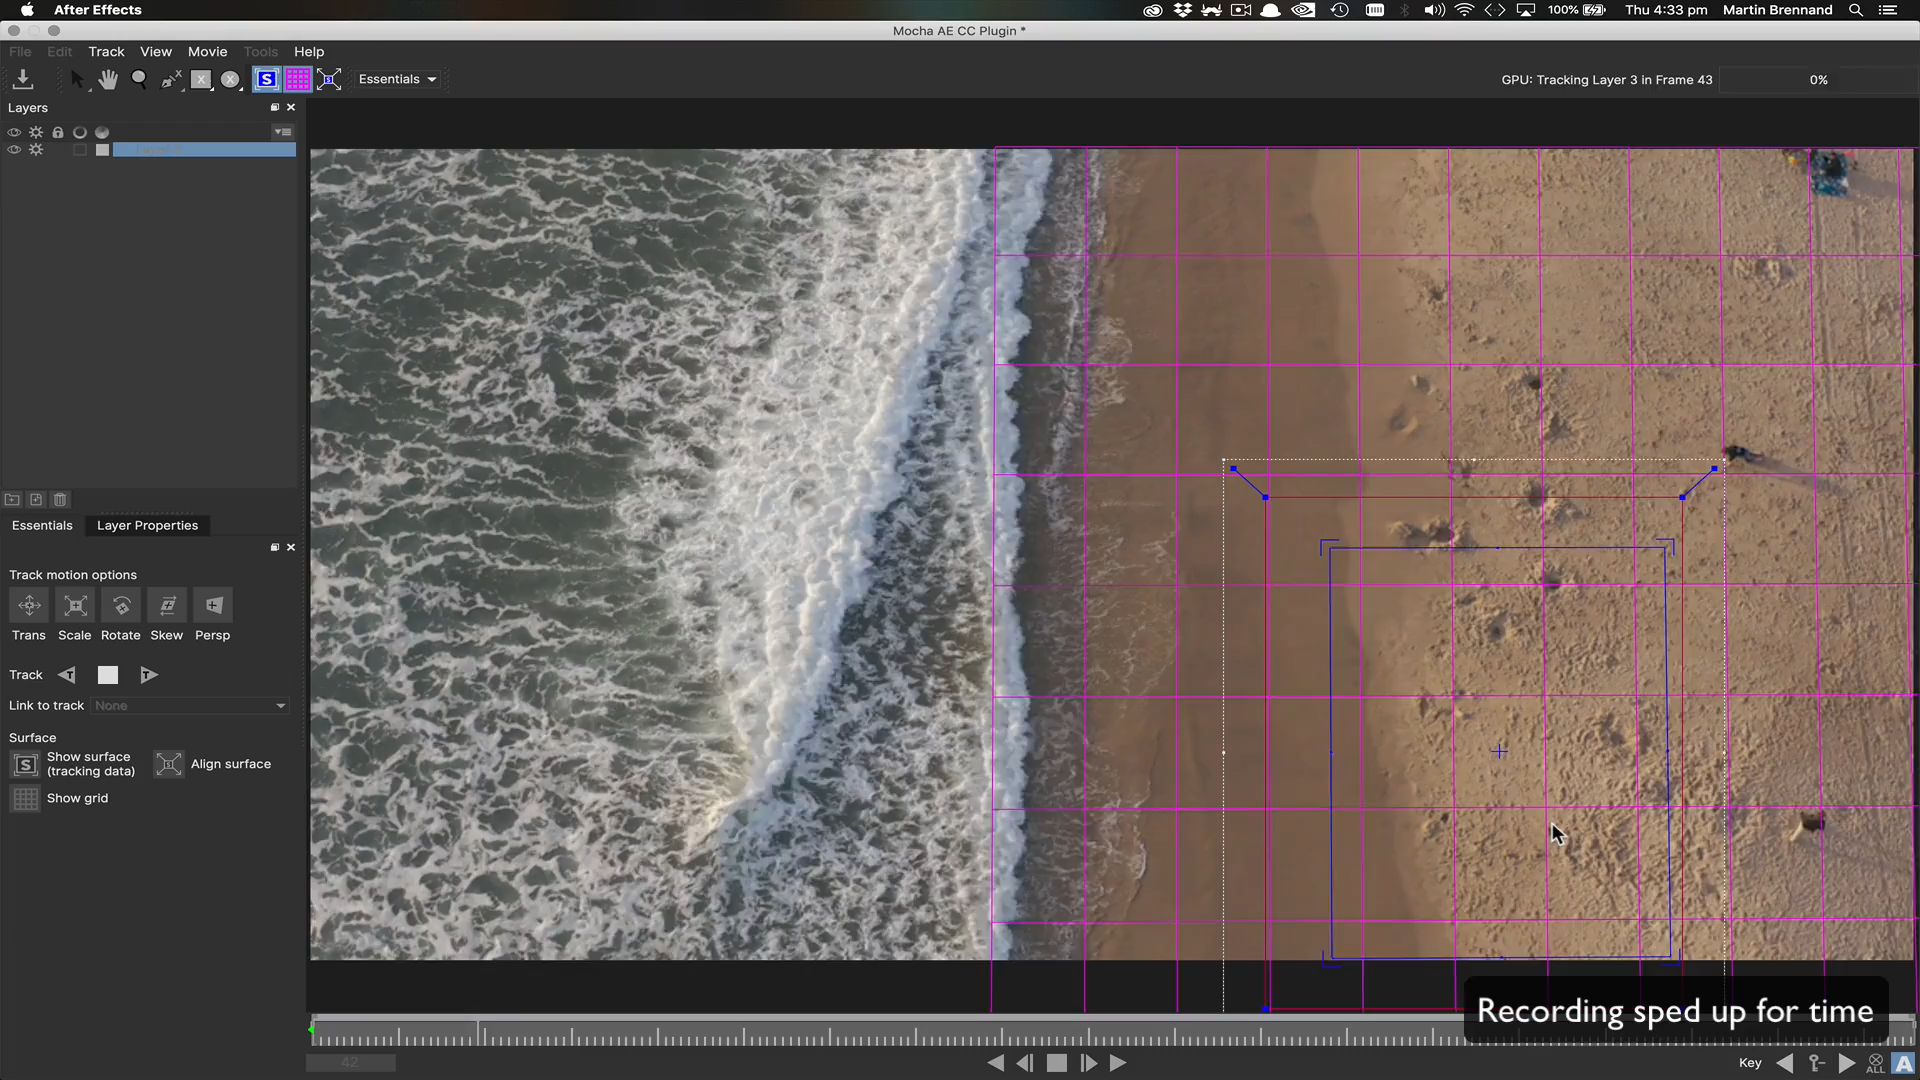 After Effects
100%
Thu 4:33 pm
Martin Brennand
Mocha AE CC Plugin *
File Edit Track View Movie Tools Help
Essentials
GPU: Tracking Layer 3 in Frame 43
0%
Layers
Essentials
Layer Properties
Track motion options
Trans
Scale
Rotate
Skew
Persp
Track
Link to track
None
Surface
Show surface
(tracking data)
Align surface
Show grid
Recording sped up for time
42
Key
ALL
A